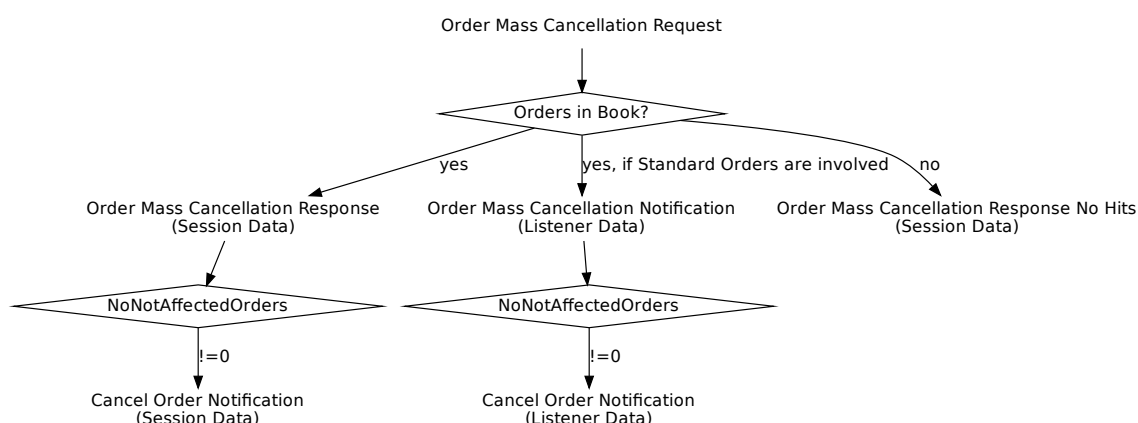 Order Mass Cancellation Request
Orders in Book?
yes
yes, if Standard Orders are involved
no
Order Mass Cancellation Response
(Session Data)
Order Mass Cancellation Notification
(Listener Data)
Order Mass Cancellation Response No Hits
(Session Data)
NoNotAffectedOrders
NoNotAffectedOrders
!=0
!=0
Cancel Order Notification
(Session Data)
Cancel Order Notification
(Listener Data)